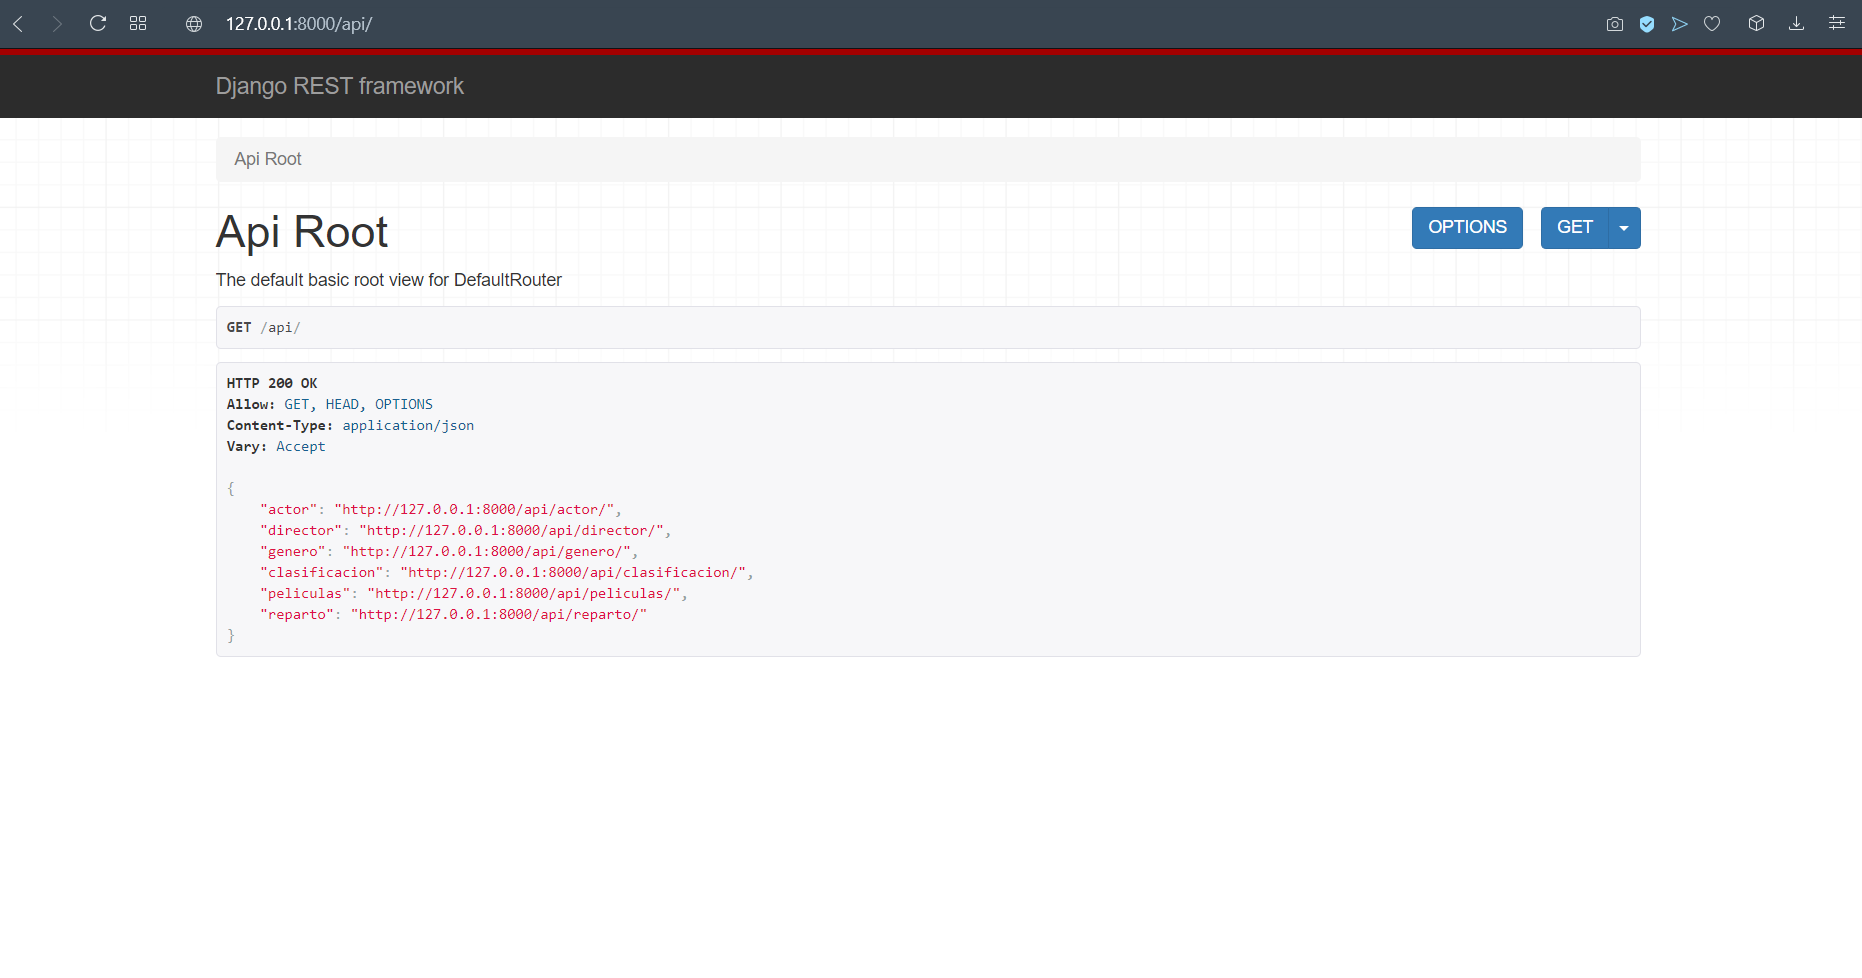 127.0.0.1:8000/api/
Django REST framework
Api Root
Api Root
OPTIONS
GET
The default basic root view for DefaultRouter
GET /api/
HTTP 200 OK
Allow: GET, HEAD, OPTIONS
Content-Type: application/json
Vary: Accept
{
    "actor": "http://127.0.0.1:8000/api/actor/",
    "director": "http://127.0.0.1:8000/api/director/",
    "genero": "http://127.0.0.1:8000/api/genero/",
    "clasificacion": "http://127.0.0.1:8000/api/clasificacion/",
    "peliculas": "http://127.0.0.1:8000/api/peliculas/",
    "reparto": "http://127.0.0.1:8000/api/reparto/"
}